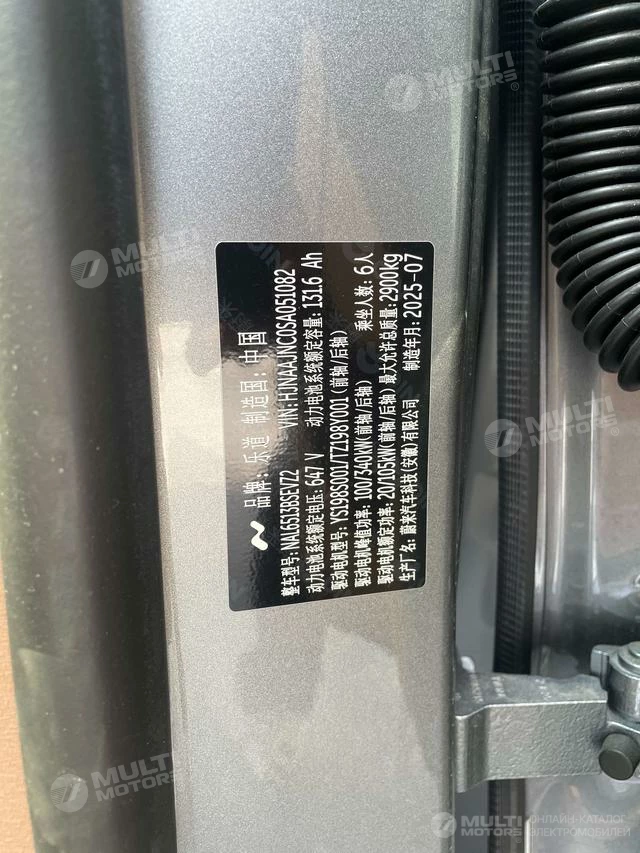 品牌: 乐道 制造国: 中国
整车型号:NAL6513BSEVZ2 VIN:HJNAAJNC0SA051082
动力电池系统额定电压: 647 V 动力电池系统额定容量: 131.6 Ah
驱动电机型号: YS198S001/TZ198Y001(前轴/后轴)
驱动电机峰值功率: 100/340kW(前轴/后轴) 乘坐人数: 6人
驱动电机额定功率: 20/105kW(前轴/后轴) 最大允许总质量: 2900kg
生产厂名: 蔚来汽车科技(安徽)有限公司 制造年月: 2025-07
MULTI
MOTORS®
MULTI
MOTORS
MULTI
MOTORS
MULTI
MOTORS
MULTI
MOTORS
ОНЛАЙН-КАТАЛОГ
ЭЛЕКТРОМОБИЛЕЙ